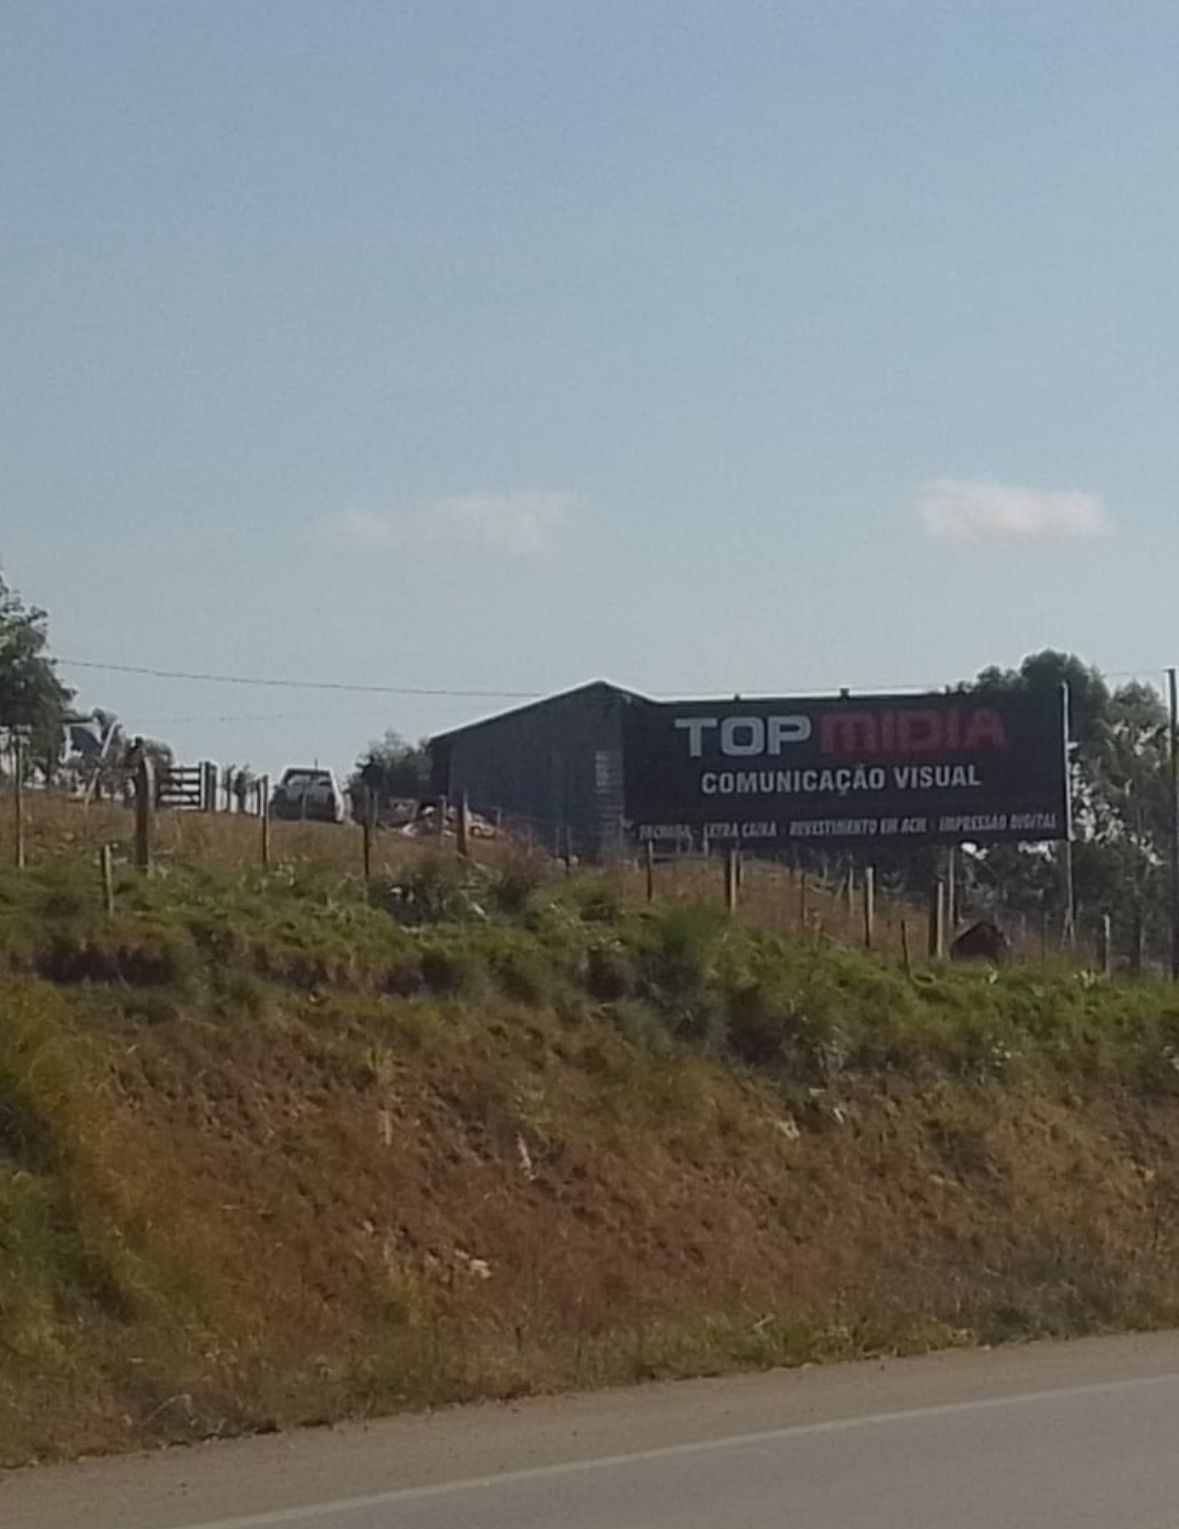 TOP MIDIA
COMUNICAÇÃO VISUAL
FACHADA - LETRA CAIXA - REVESTIMENTO EM ACM - IMPRESSÃO DIGITAL